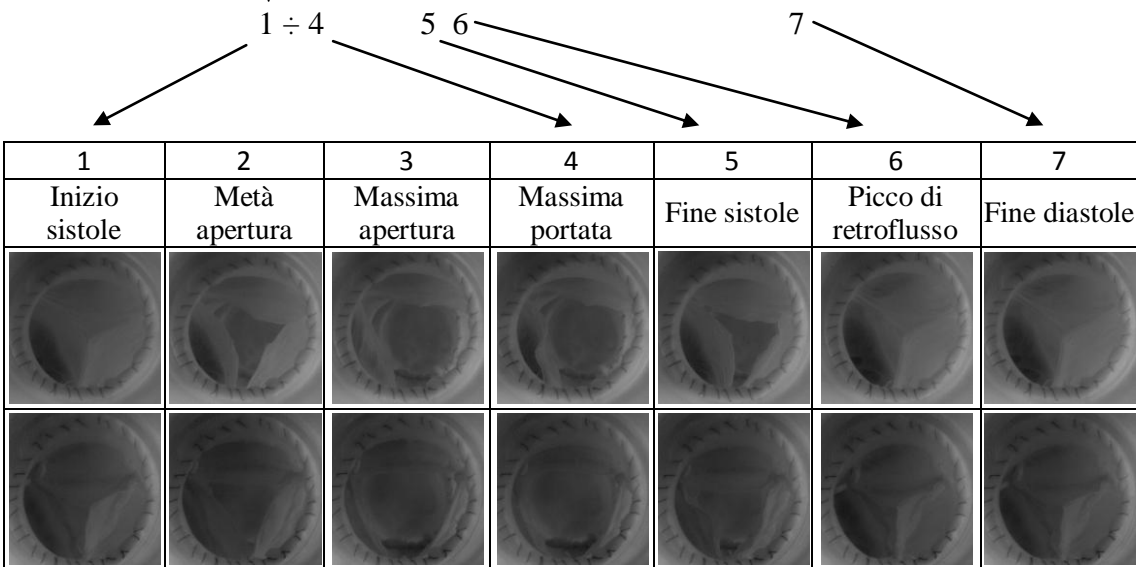 1 ÷ 4 5 6 7
1 2 3 4 5 6 7
Inizio sistole Metà apertura Massima apertura Massima portata Fine sistole Picco di retroflusso Fine diastole